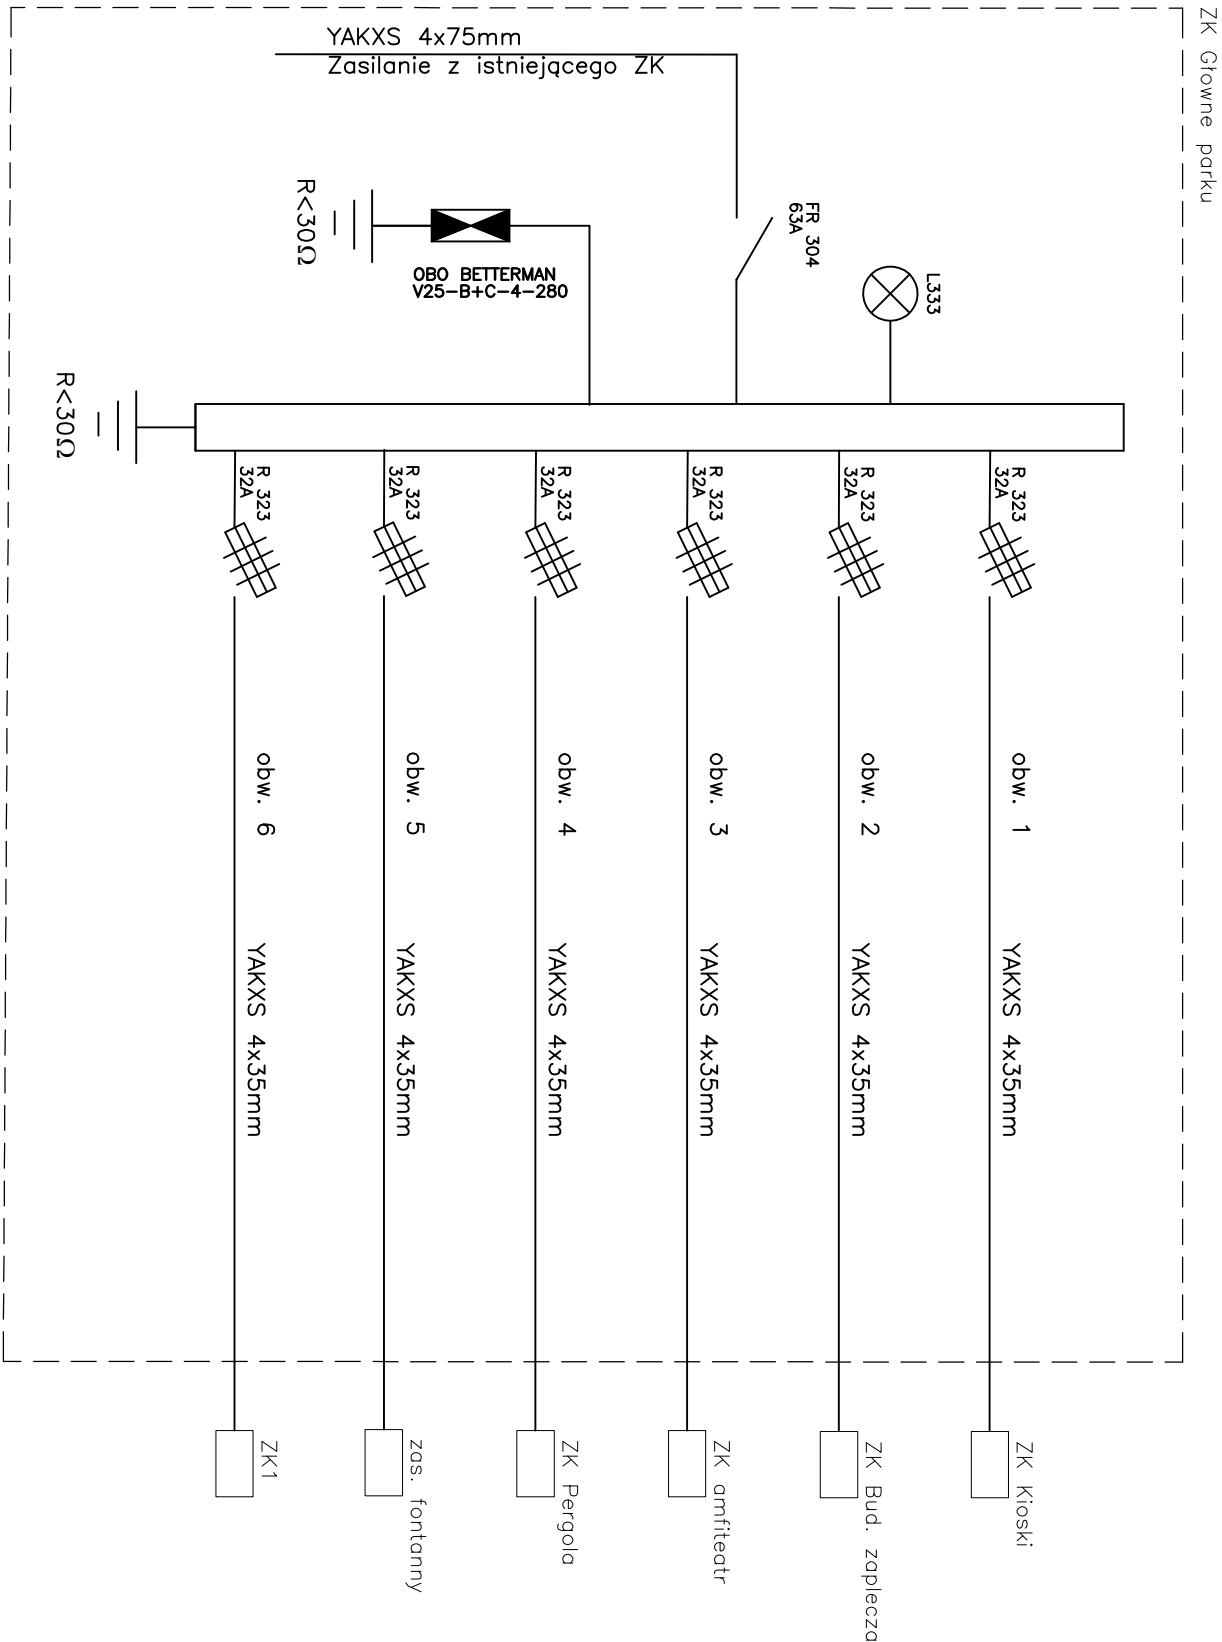 ZK Głowne parku
YAKXS 4x75mm
Zasilanie z istniejącego ZK
FR 304
63A
L333
R<30Ω
OBO BETTERMAN
V25-B+C-4-280
R<30Ω
R 323
32A
R 323
32A
R 323
32A
R 323
32A
R 323
32A
R 323
32A
obw. 6
obw. 5
obw. 4
obw. 3
obw. 2
obw. 1
YAKXS 4x35mm
YAKXS 4x35mm
YAKXS 4x35mm
YAKXS 4x35mm
YAKXS 4x35mm
YAKXS 4x35mm
ZK1
zas. fontanny
ZK Pergola
ZK amfiteatr
ZK Bud. zaplecza
ZK Kioski